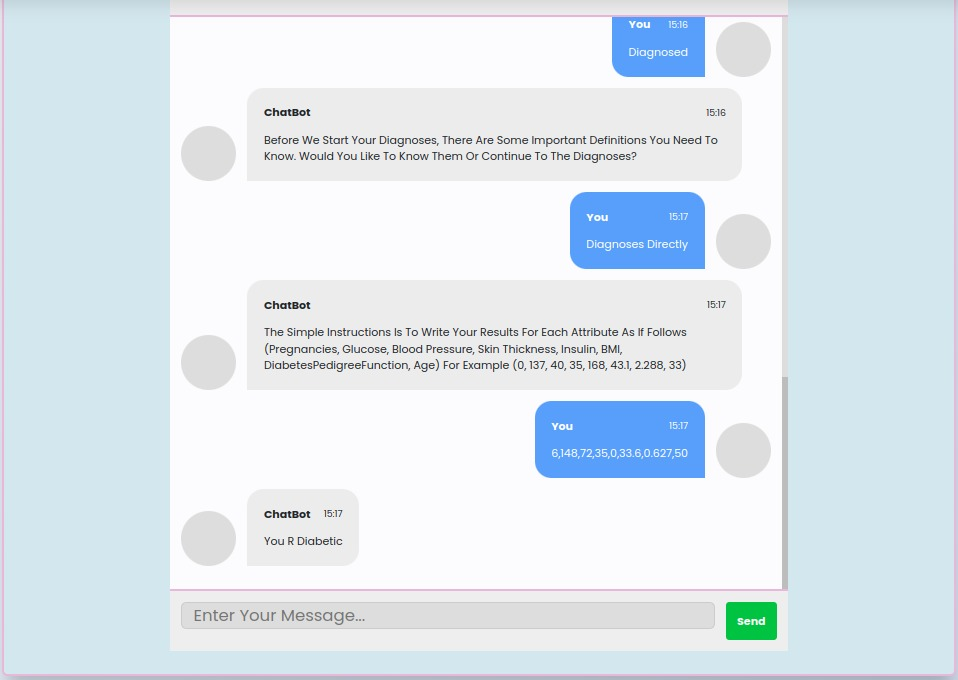 You 15:16
Diagnosed
ChatBot 15:16
Before We Start Your Diagnoses, There Are Some Important Definitions You Need To
Know. Would You Like To Know Them Or Continue To The Diagnoses?
You 15:17
Diagnoses Directly
ChatBot 15:17
The Simple Instructions Is To Write Your Results For Each Attribute As If Follows
(Pregnancies, Glucose, Blood Pressure, Skin Thickness, Insulin, BMI,
DiabetesPedigreeFunction, Age) For Example (0, 137, 40, 35, 168, 43.1, 2.288, 33)
You 15:17
6,148,72,35,0,33.6,0.627,50
ChatBot 15:17
You R Diabetic
Enter Your Message...
Send